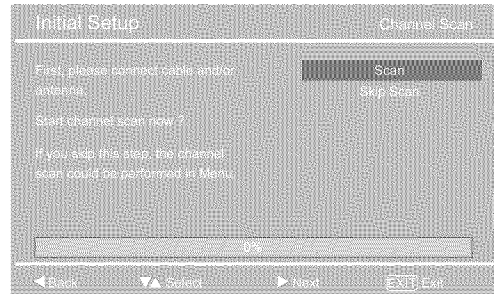 Initial Setup
Channel Scan
First, please connect cable and/or
antenna.
Start channel scan now ?
If you skip this step, the channel
scan could be performed in Menu.
Scan
Skip Scan
0%
◀ Back ▼▲ Select ▶ Next EXIT Exit